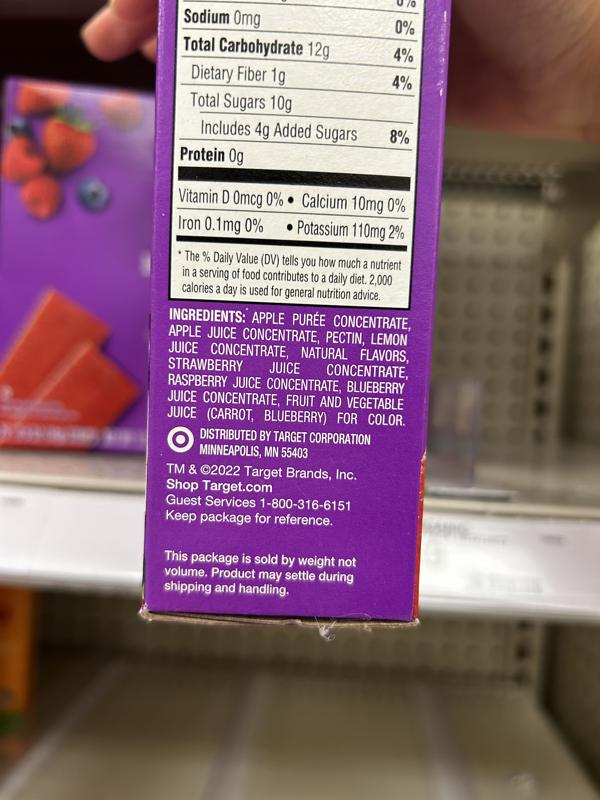 0%
Sodium 0mg 0%
Total Carbohydrate 12g 4%
Dietary Fiber 1g 4%
Total Sugars 10g
Includes 4g Added Sugars 8%
Protein 0g
Vitamin D 0mcg 0% • Calcium 10mg 0%
Iron 0.1mg 0% • Potassium 110mg 2%
* The % Daily Value (DV) tells you how much a nutrient
in a serving of food contributes to a daily diet. 2,000
calories a day is used for general nutrition advice.
INGREDIENTS: APPLE PURÉE CONCENTRATE,
APPLE JUICE CONCENTRATE, PECTIN, LEMON
JUICE CONCENTRATE, NATURAL FLAVORS,
STRAWBERRY JUICE CONCENTRATE,
RASPBERRY JUICE CONCENTRATE, BLUEBERRY
JUICE CONCENTRATE, FRUIT AND VEGETABLE
JUICE (CARROT, BLUEBERRY) FOR COLOR.
DISTRIBUTED BY TARGET CORPORATION
MINNEAPOLIS, MN 55403
TM & ©2022 Target Brands, Inc.
Shop Target.com
Guest Services 1-800-316-6151
Keep package for reference.
This package is sold by weight not
volume. Product may settle during
shipping and handling.